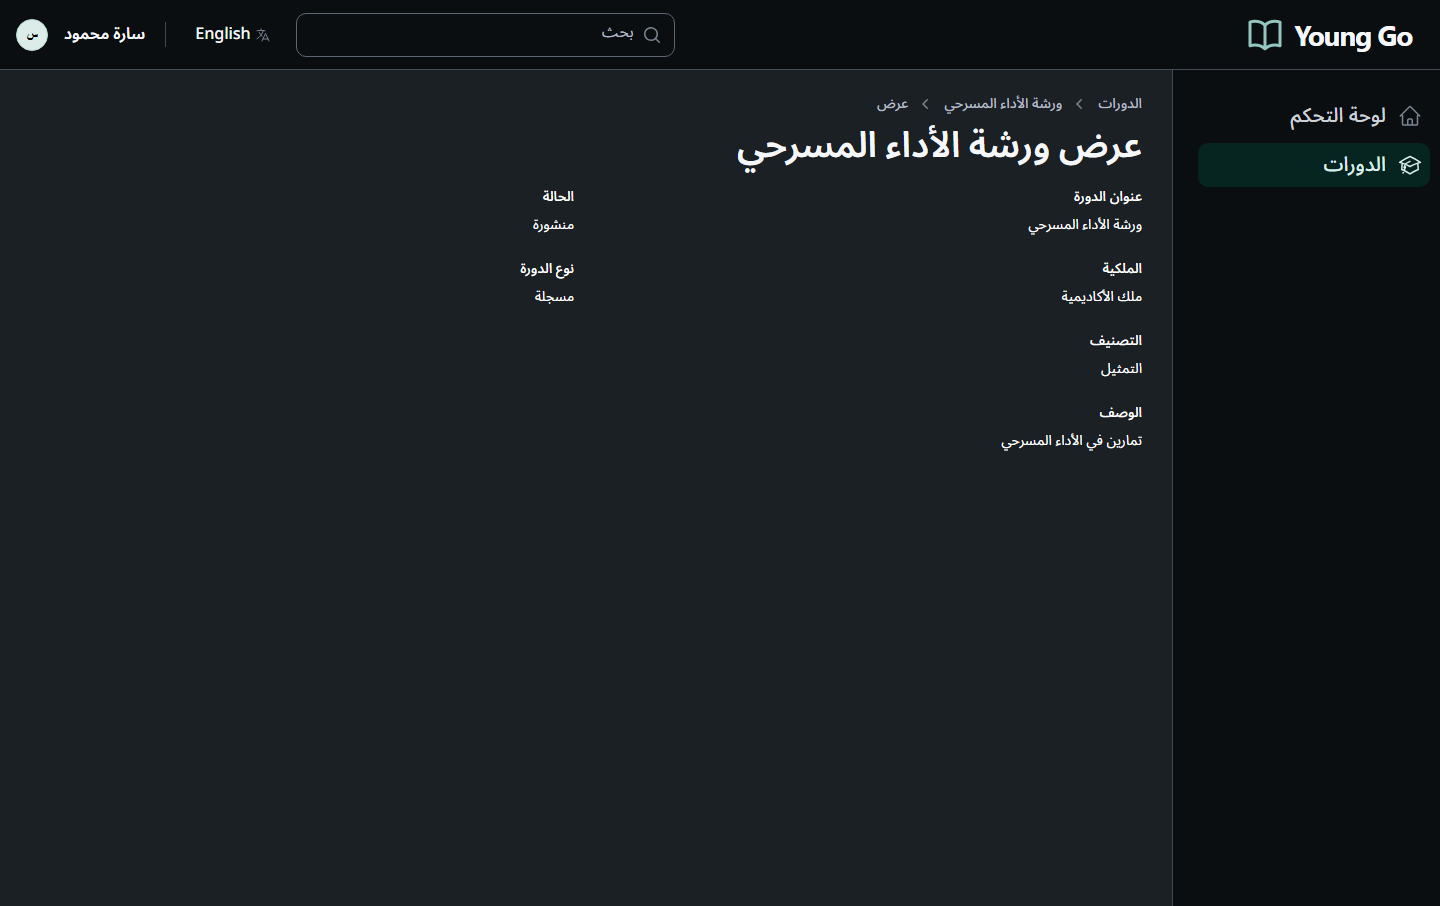 Young Go
بحث
English
سارة محمود
س
لوحة التحكم
الدورات
الدورات
ورشة الأداء المسرحي
عرض
عرض ورشة الأداء المسرحي
عنوان الدورة
ورشة الأداء المسرحي
الحالة
منشورة
الملكية
ملك الأكاديمية
نوع الدورة
مسجلة
التصنيف
التمثيل
الوصف
تمارين في الأداء المسرحي